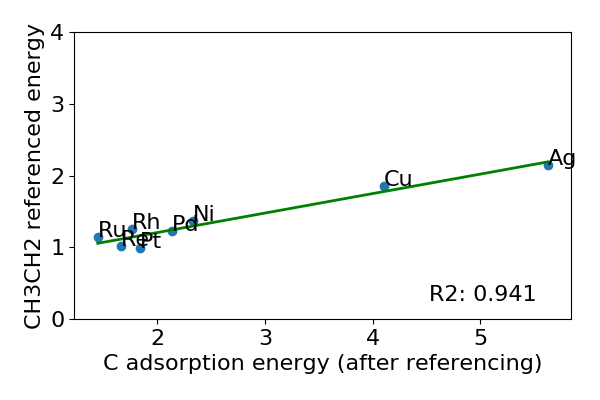 CH3CH2 referenced energy
4
3
2
1
0
Ag
Cu
Ni
Pd
Rh
Ru
Re
Pt
R2: 0.941
2
3
4
5
C adsorption energy (after referencing)